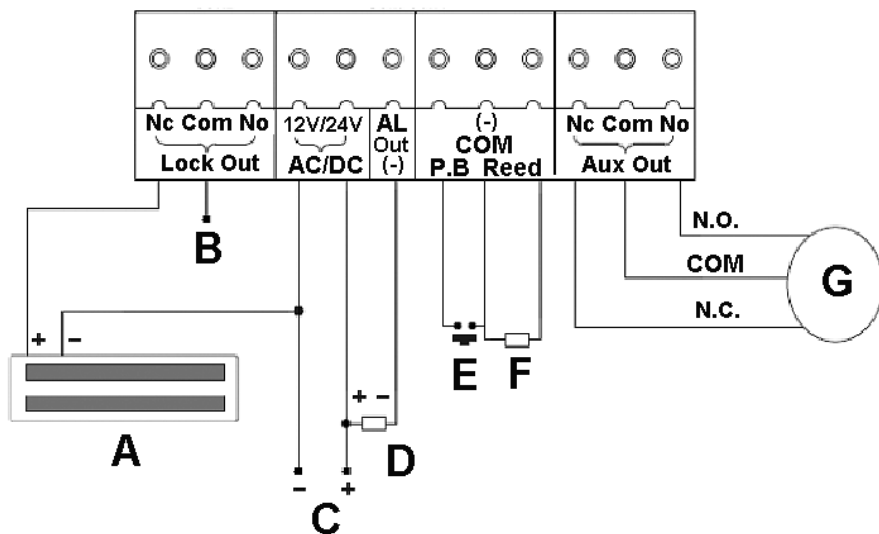 Nc Com No
Lock Out
12V/24V
AC/DC
AL
Out
(-)
(-)
COM
P.B Reed
Nc Com No
Aux Out
B
+ -
A
- +
C
+ -
D
E
F
N.O.
COM
N.C.
G